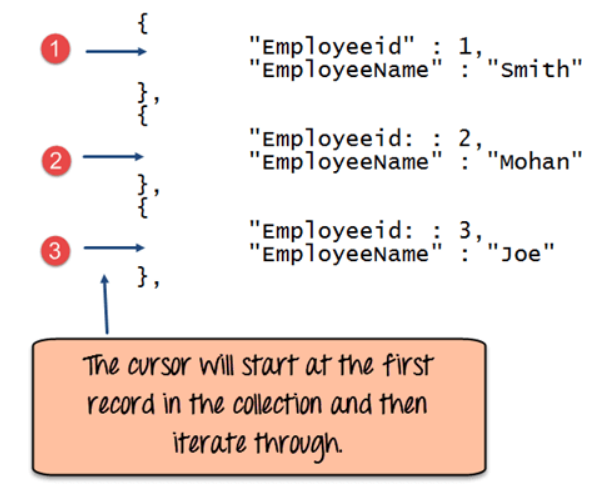 {
1 "Employeeid" : 1,
"EmployeeName" : "Smith"
},
{
"Employeeid: : 2,
2 "EmployeeName" : "Mohan"
},
{
"Employeeid: : 3,
3 "EmployeeName" : "Joe"
},
The cursor will start at the first
record in the collection and then
iterate through.